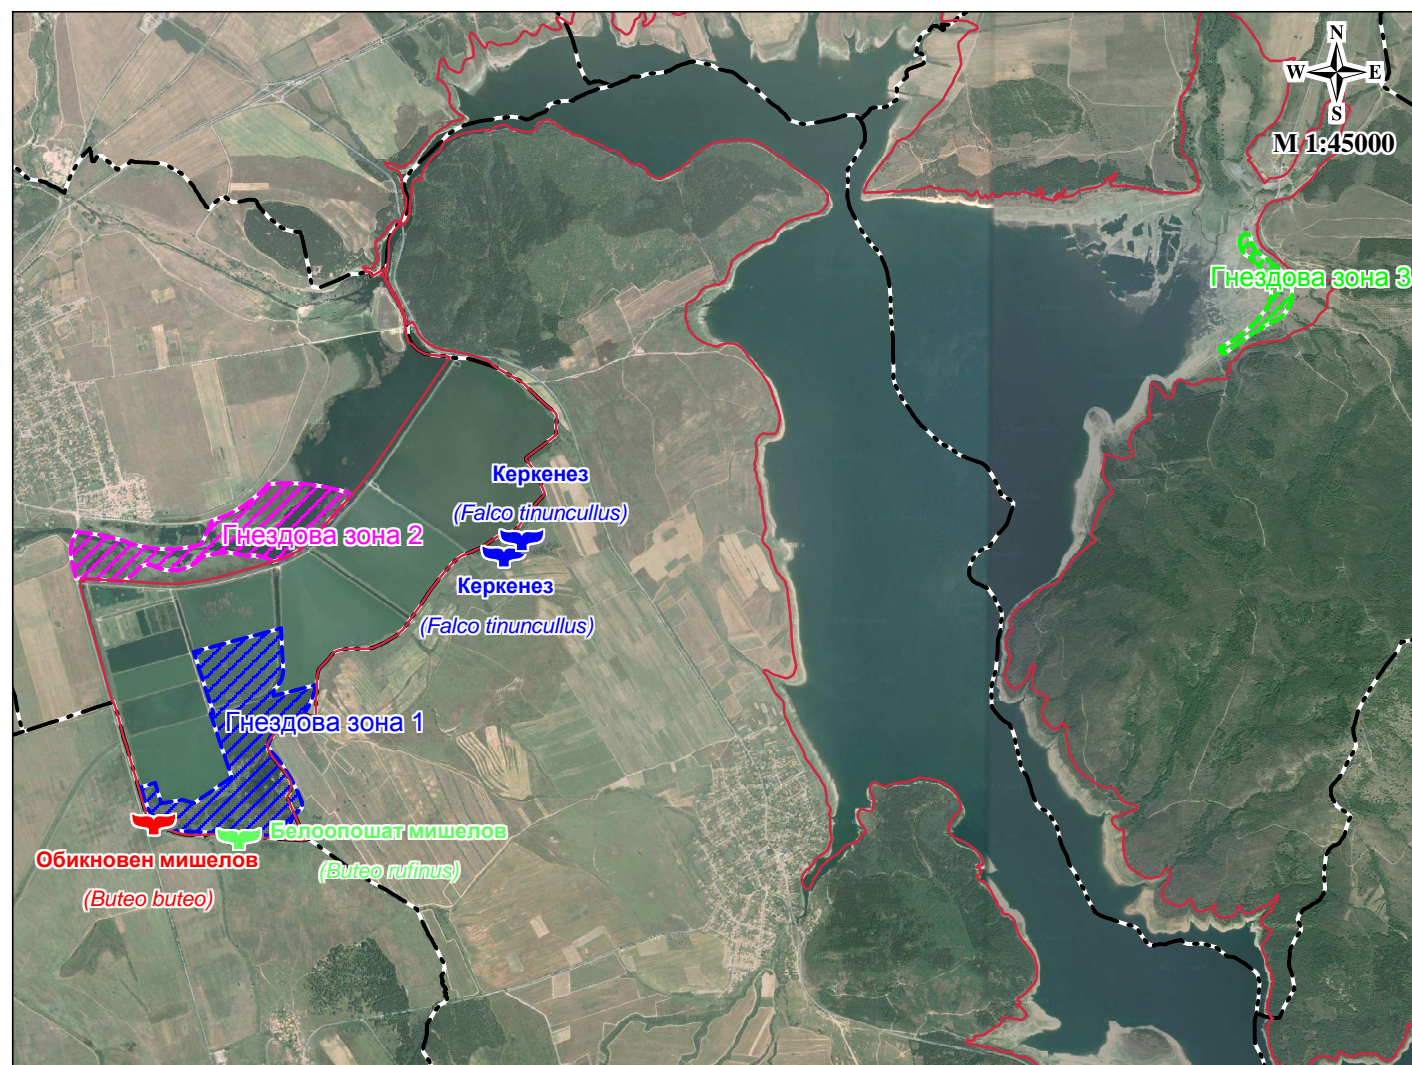 N
W E
S
М 1:45000
Гнездова зона 3
Керкенез
(Falco tinuncullus)
Гнездова зона 2
Керкенез
(Falco tinuncullus)
Гнездова зона 1
Белоопошат мишелов
(Buteo rufinus)
Обикновен мишелов
(Buteo buteo)